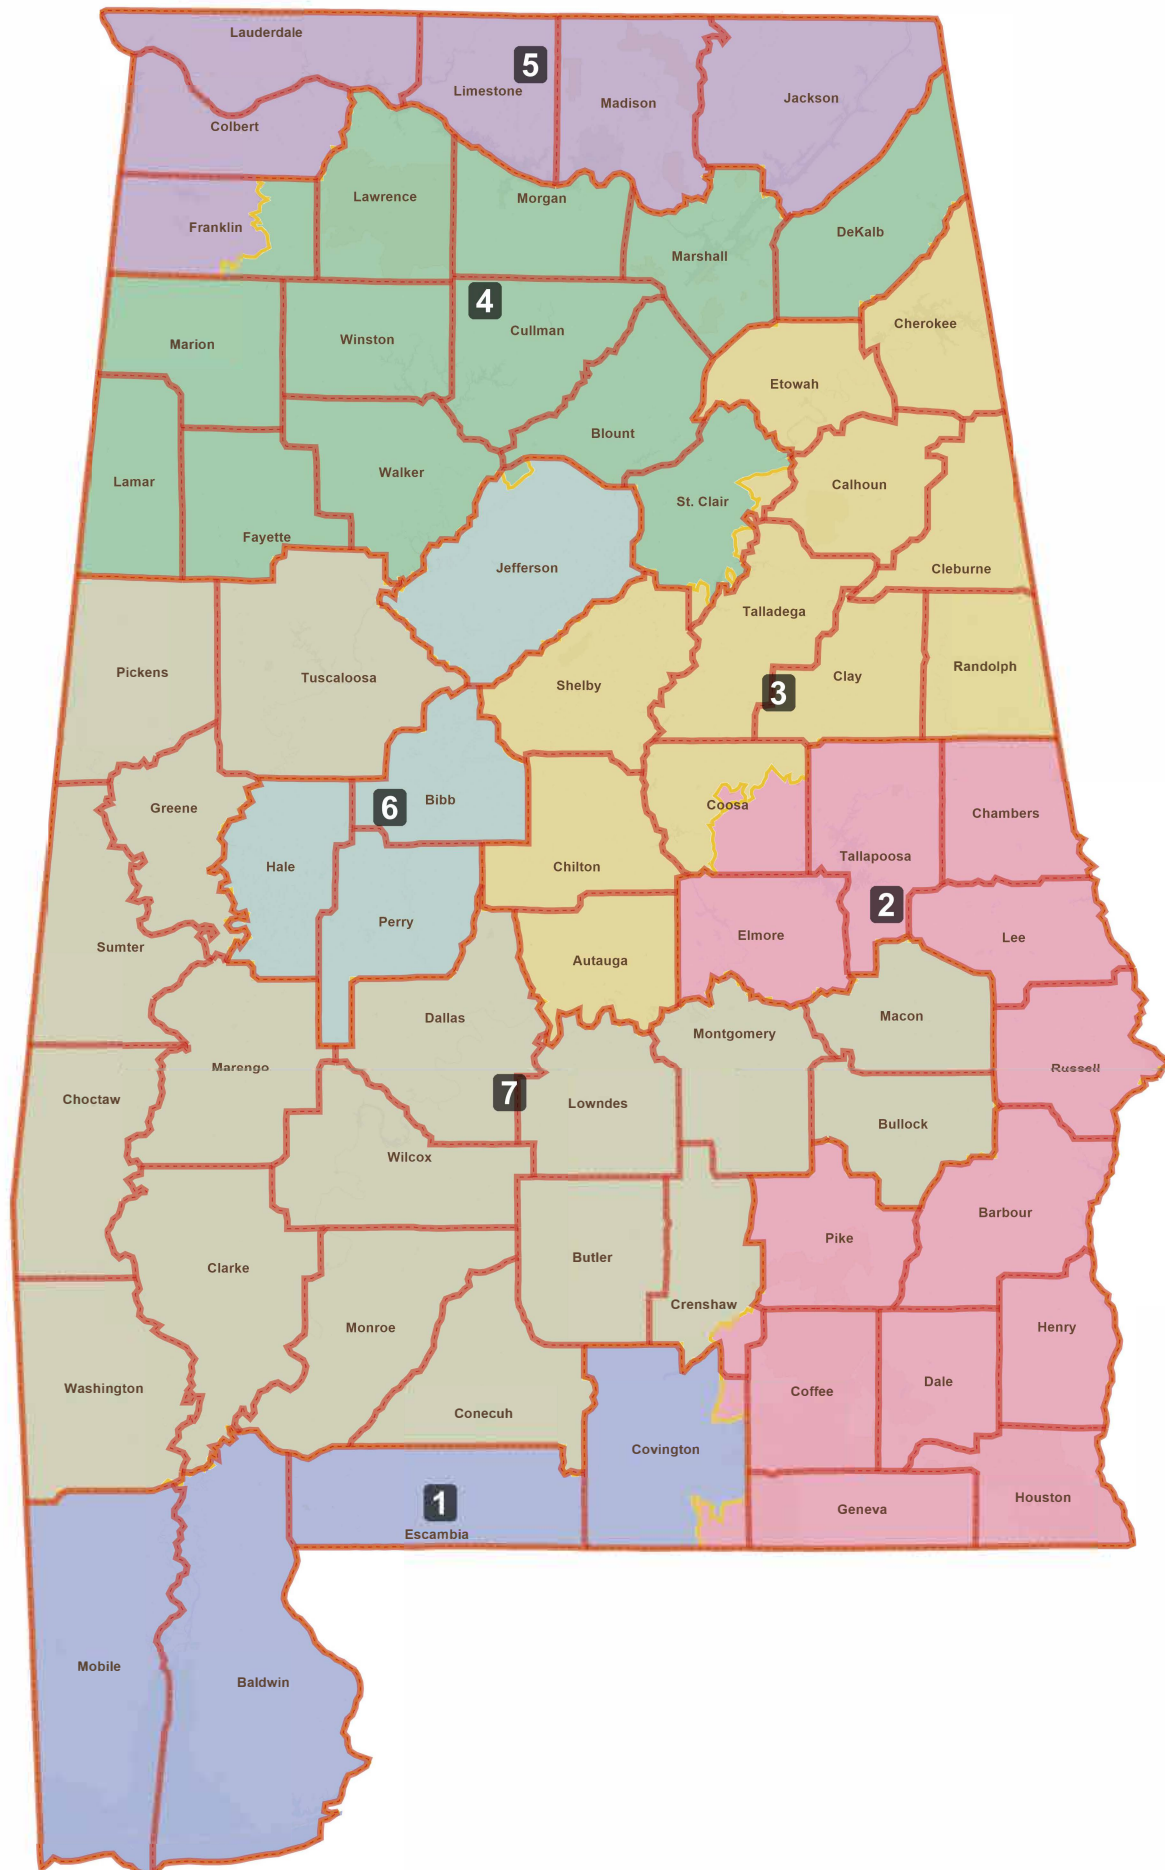 Lauderdale
5
Limestone
Madison
Jackson
Colbert
Lawrence
Morgan
Franklin
DeKalb
Marshall
4
Cherokee
Cullman
Winston
Marion
Etowah
Blount
Walker
Lamar
Calhoun
St. Clair
Fayette
Jefferson
Cleburne
Talladega
Randolph
Pickens
Tuscaloosa
Clay
Shelby
3
Bibb
6
Coosa
Greene
Chambers
Tallapoosa
Hale
Chilton
2
Perry
Elmore
Lee
Sumter
Autauga
Macon
Dallas
Montgomery
Marengo
Russell
7
Choctaw
Lowndes
Bullock
Wilcox
Barbour
Pike
Butler
Clarke
Crenshaw
Monroe
Henry
Dale
Washington
Coffee
Conecuh
Covington
1
Houston
Geneva
Escambia
Mobile
Baldwin